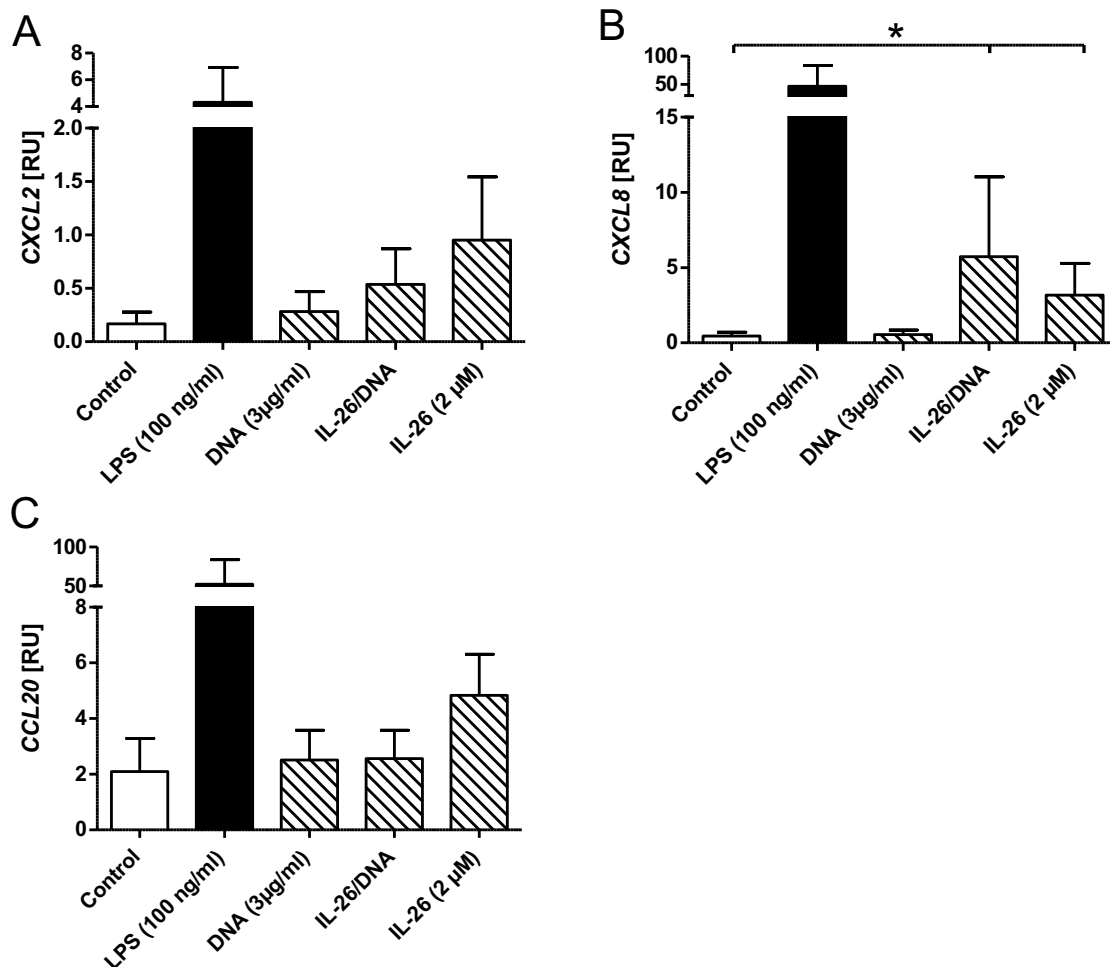 A
CXCL2 [RU]
8
6
4
2.0
1.5
1.0
0.5
0.0
Control
LPS (100 ng/ml)
DNA (3µg/ml)
IL-26/DNA
IL-26 (2 µM)
B
*
CXCL8 [RU]
100
50
15
10
5
0
Control
LPS (100 ng/ml)
DNA (3µg/ml)
IL-26/DNA
IL-26 (2 µM)
C
CCL20 [RU]
100
50
8
6
4
2
0
Control
LPS (100 ng/ml)
DNA (3µg/ml)
IL-26/DNA
IL-26 (2 µM)